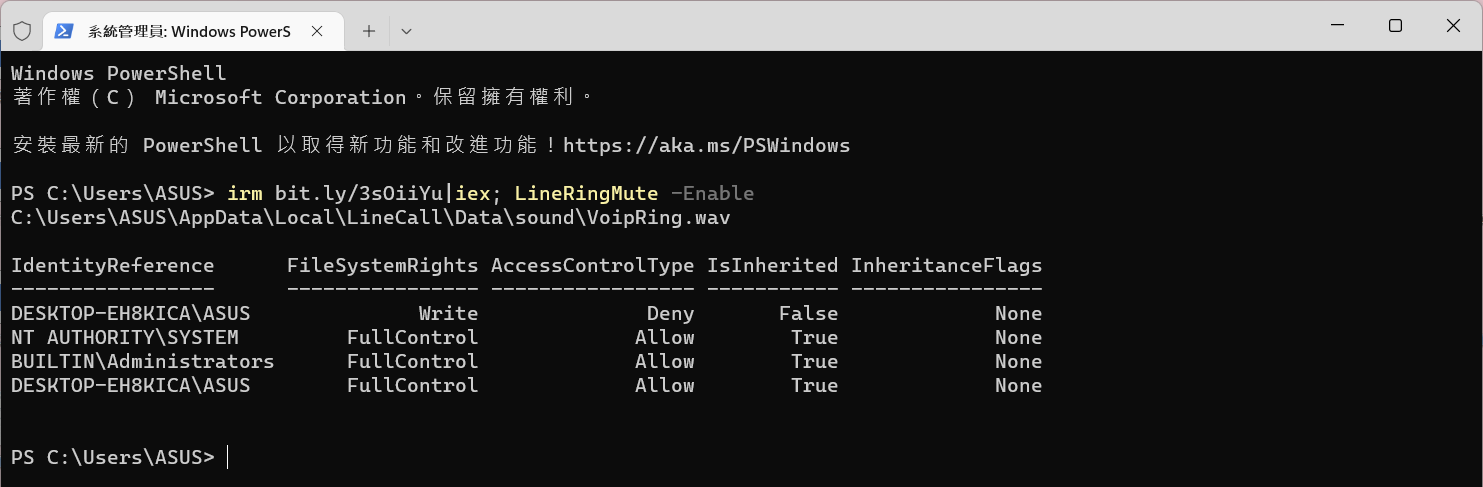 系統管理員: Windows PowerS
Windows PowerShell
著作權（C） Microsoft Corporation。保留擁有權利。
安裝最新的 PowerShell 以取得新功能和改進功能！https://aka.ms/PSWindows
PS C:\Users\ASUS> irm bit.ly/3sOiiYu|iex; LineRingMute -Enable
C:\Users\ASUS\AppData\Local\LineCall\Data\sound\VoipRing.wav
IdentityReference FileSystemRights AccessControlType IsInherited InheritanceFlags
----------------- ---------------- ----------------- ----------- ----------------
DESKTOP-EH8KICA\ASUS Write Deny False None
NT AUTHORITY\SYSTEM FullControl Allow True None
BUILTIN\Administrators FullControl Allow True None
DESKTOP-EH8KICA\ASUS FullControl Allow True None
PS C:\Users\ASUS>